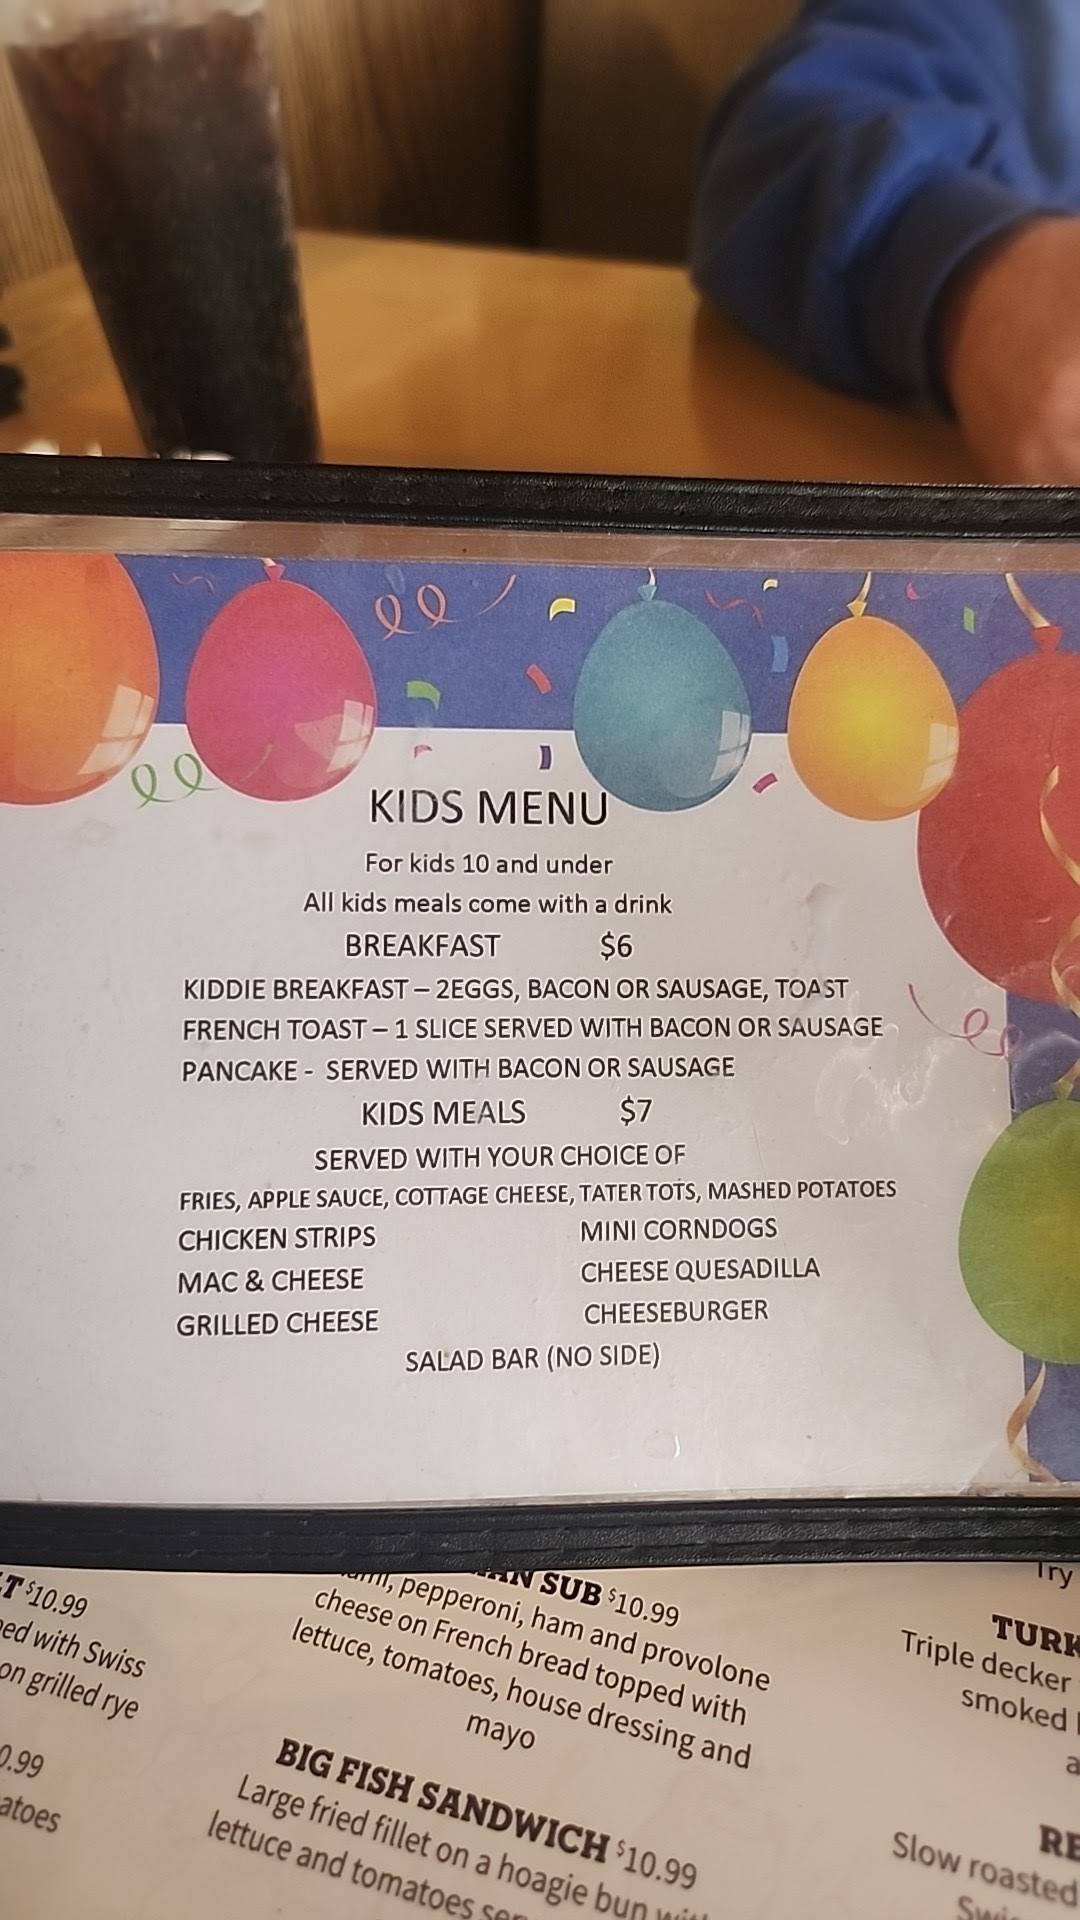 KIDS MENU
For kids 10 and under
All kids meals come with a drink
BREAKFAST $6
KIDDIE BREAKFAST – 2EGGS, BACON OR SAUSAGE, TOAST
FRENCH TOAST – 1 SLICE SERVED WITH BACON OR SAUSAGE
PANCAKE - SERVED WITH BACON OR SAUSAGE
KIDS MEALS $7
SERVED WITH YOUR CHOICE OF
FRIES, APPLE SAUCE, COTTAGE CHEESE, TATER TOTS, MASHED POTATOES
CHICKEN STRIPS MINI CORNDOGS
MAC & CHEESE CHEESE QUESADILLA
GRILLED CHEESE CHEESEBURGER
SALAD BAR (NO SIDE)
$10.99
with Swiss
on grilled rye
SUB $10.99
pepperoni, ham and provolone
cheese on French bread topped with
lettuce, tomatoes, house dressing and
mayo
BIG FISH SANDWICH $10.99
Large fried fillet on a hoagie bun
lettuce and tomatoes
Try
Triple decker
smoked
Slow roasted